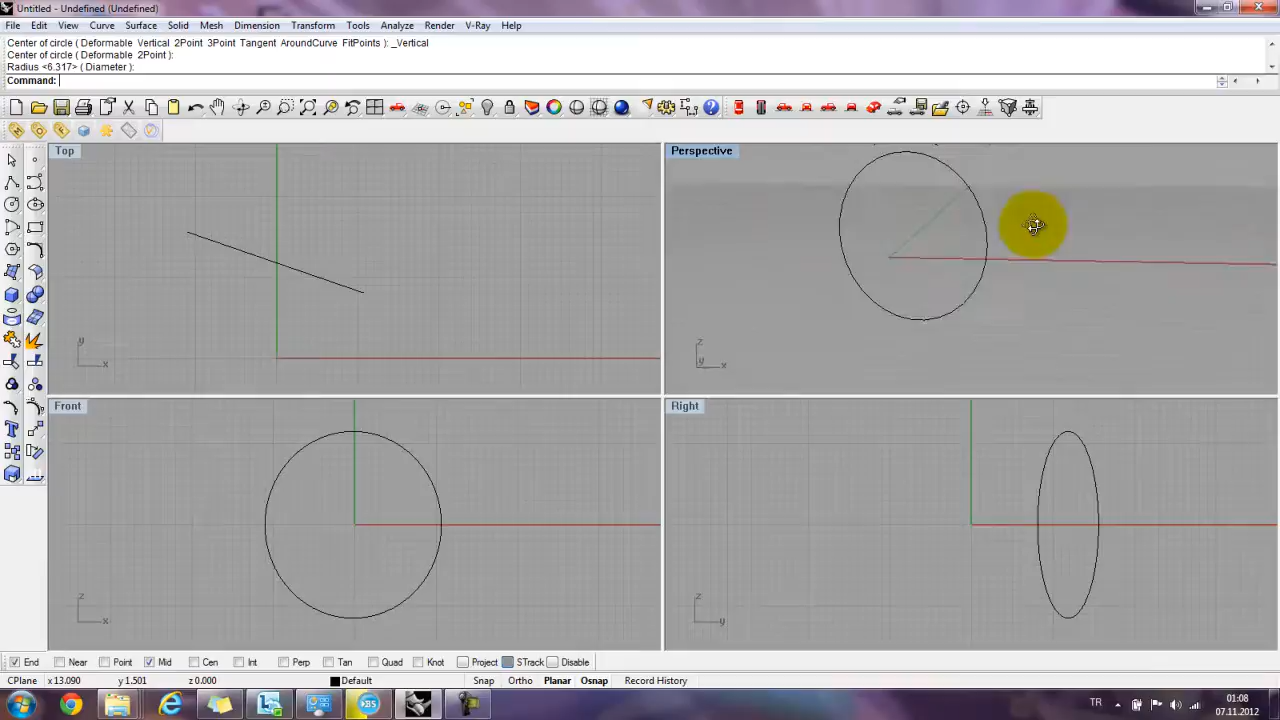 Untitled - Undefined (Undefined)
File Edit View Curve Surface Solid Mesh Dimension Transform Tools Analyze Render V-Ray Help
Center of circle ( Deformable Vertical 2Point 3Point Tangent AroundCurve FitPoints ): _Vertical
Center of circle ( Deformable 2Point ):
Radius <6.317> ( Diameter ):
Command:
Top
Perspective
y
x
z
y
x
Front
Right
z
x
z
y
End Near Point Mid Cen Int Perp Tan Quad Knot Project STrack Disable
CPlane x 13.090 y 1.501 z 0.000 Default Snap Ortho Planar Osnap Record History
TR 01:08
07.11.2012